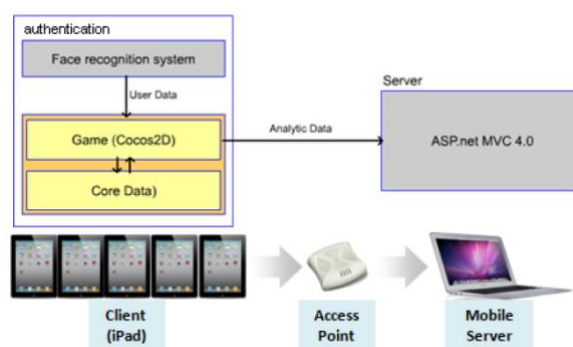 authentication
Face recognition system
User Data
Game (Cocos2D)
Core Data)
Analytic Data
Server
ASP.net MVC 4.0
Client
(iPad)
Access
Point
Mobile
Server